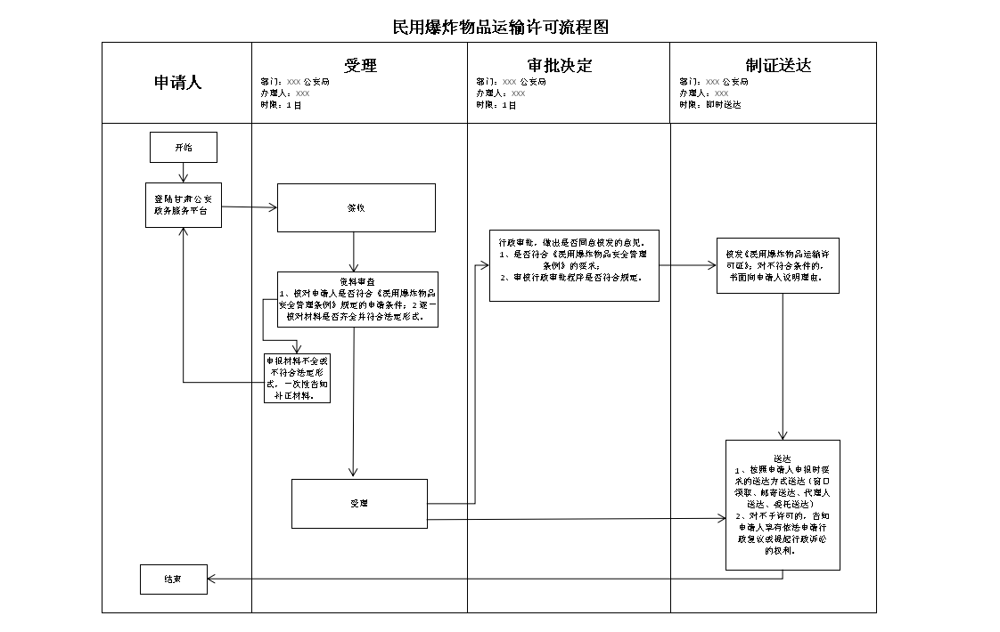 民用爆炸物品运输许可流程图
申请人
受理
部门：XXX 公安局
办理人：XXX
时限：1日
审批决定
部门：XXX 公安局
办理人：XXX
时限：1日
制证送达
部门：XXX 公安局
办理人：XXX
时限：即时送达
开始
登陆甘肃公安
政务服务平台
签收
资料审查
1、核对申请人是否符合《民用爆炸物品
安全管理条例》规定的申请条件；2 逐一
核对材料是否齐全并符合法定形式。
申报材料不全或
不符合法定形
式，一次性告知
补正材料。
受理
行政审批，做出是否同意核发的意见。
1、是否符合《民用爆炸物品安全管理
条例》的要求；
2、审核行政审批程序是否符合规定。
核发《民用爆炸物品运输许
可证》；对不符合条件的，
书面向申请人说明理由。
送达
1、按照申请人申报时要
求的送达方式送达（窗口
领取、邮寄送达、代理人
送达、委托送达）
2、对不予许可的，告知
申请人享有依法申请行
政复议或提起行政诉讼
的权利。
结束